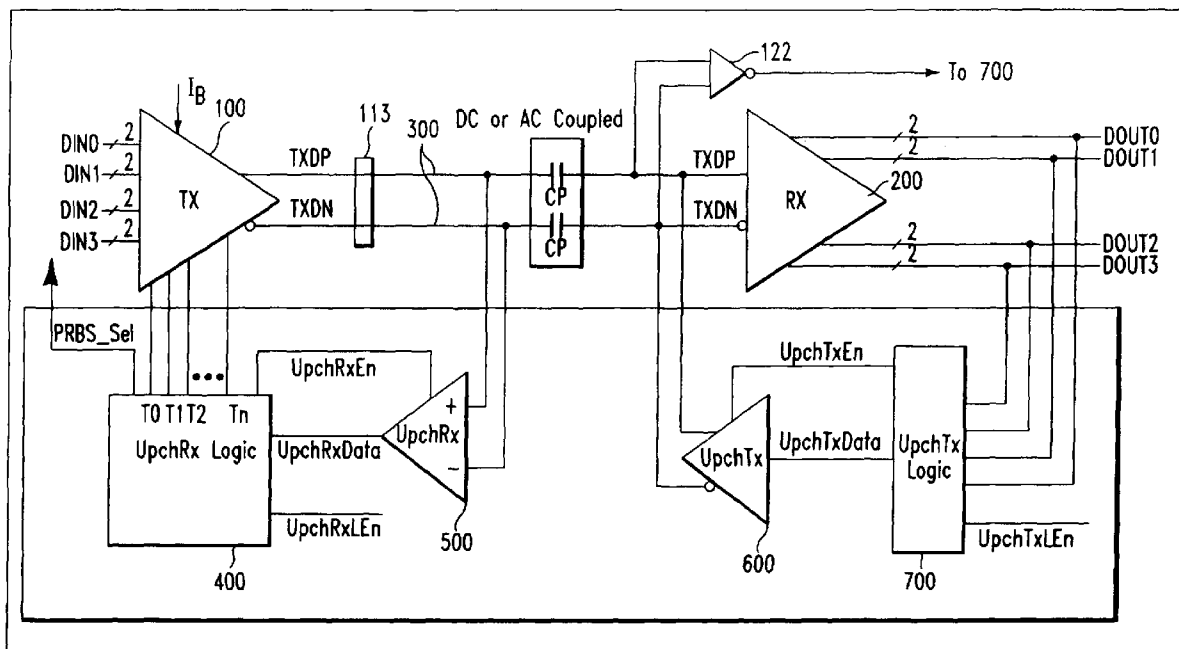 122
To 700
I_B
100
113
DC or AC Coupled
DIN0
2
300
2
DOUT0
TXDP
TXDP
2
DOUT1
DIN1
2
200
TX
CP
RX
DIN2
2
TXDN
TXDN
DIN3
2
CP
2
DOUT2
2
DOUT3
PRBS_Sel
UpchRxEn
UpchTxEn
T0 T1 T2 Tn
+
UpchRx Logic
UpchRx
UpchTxData
UpchTx
Logic
UpchRxData
UpchTx
−
UpchRxLEn
UpchTxLEn
500
400
600
700